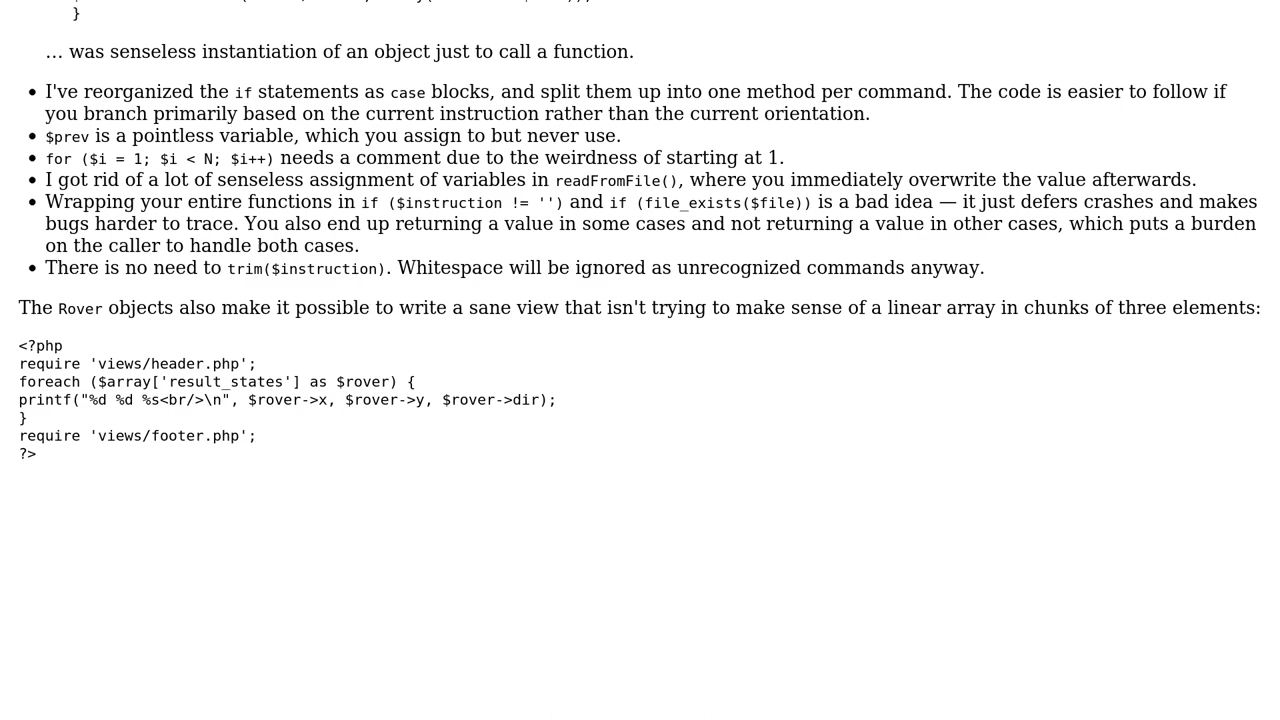 }
… was senseless instantiation of an object just to call a function.
I've reorganized the if statements as case blocks, and split them up into one method per command. The code is easier to follow if
you branch primarily based on the current instruction rather than the current orientation.
$prev is a pointless variable, which you assign to but never use.
for ($i = 1; $i < N; $i++) needs a comment due to the weirdness of starting at 1.
I got rid of a lot of senseless assignment of variables in readFromFile(), where you immediately overwrite the value afterwards.
Wrapping your entire functions in if ($instruction != '') and if (file_exists($file)) is a bad idea — it just defers crashes and makes
bugs harder to trace. You also end up returning a value in some cases and not returning a value in other cases, which puts a burden
on the caller to handle both cases.
There is no need to trim($instruction). Whitespace will be ignored as unrecognized commands anyway.
The Rover objects also make it possible to write a sane view that isn't trying to make sense of a linear array in chunks of three elements:
<?php
require 'views/header.php';
foreach ($array['result_states'] as $rover) {
printf("%d %d %s<br/>\n", $rover->x, $rover->y, $rover->dir);
}
require 'views/footer.php';
?>